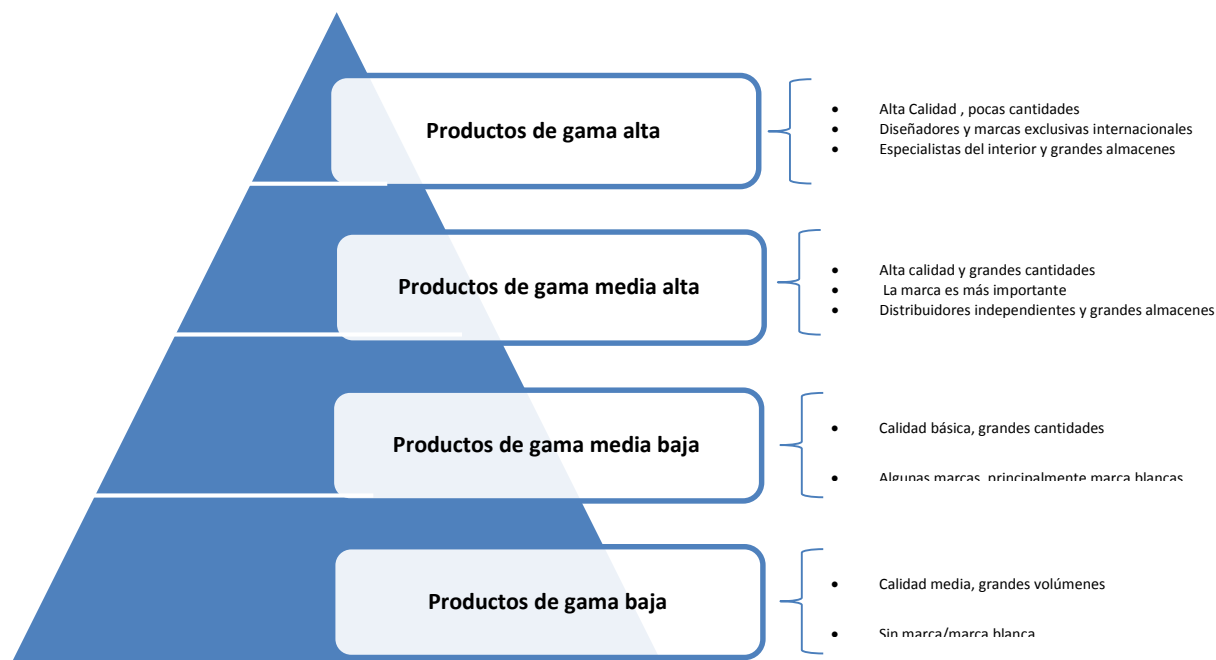 Productos de gama alta
• Alta Calidad , pocas cantidades
• Diseñadores y marcas exclusivas internacionales
• Especialistas del interior y grandes almacenes
Productos de gama media alta
• Alta calidad y grandes cantidades
• La marca es más importante
• Distribuidores independientes y grandes almacenes
Productos de gama media baja
• Calidad básica, grandes cantidades
• Algunas marcas, principalmente marca blancas
Productos de gama baja
• Calidad media, grandes volúmenes
• Sin marca/marca blanca